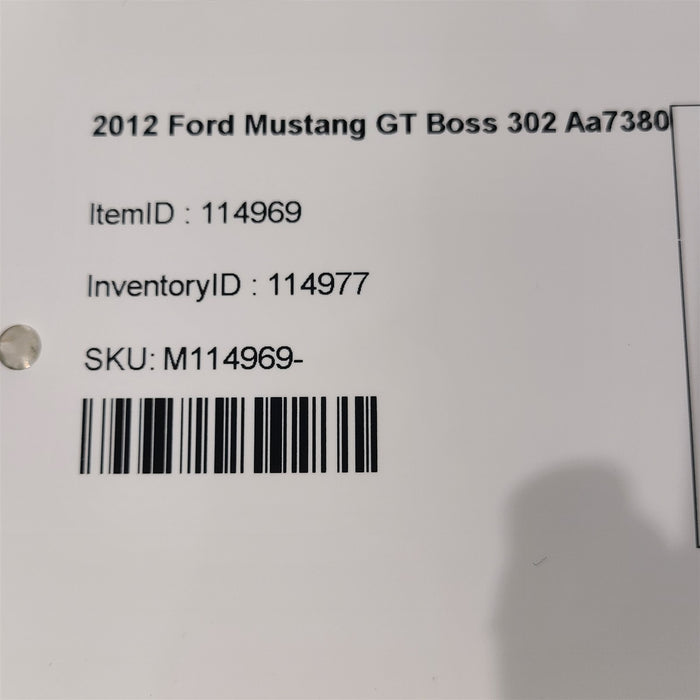 2012 Ford Mustang GT Boss 302 Aa7380
ItemID : 114969
InventoryID : 114977
SKU: M114969-